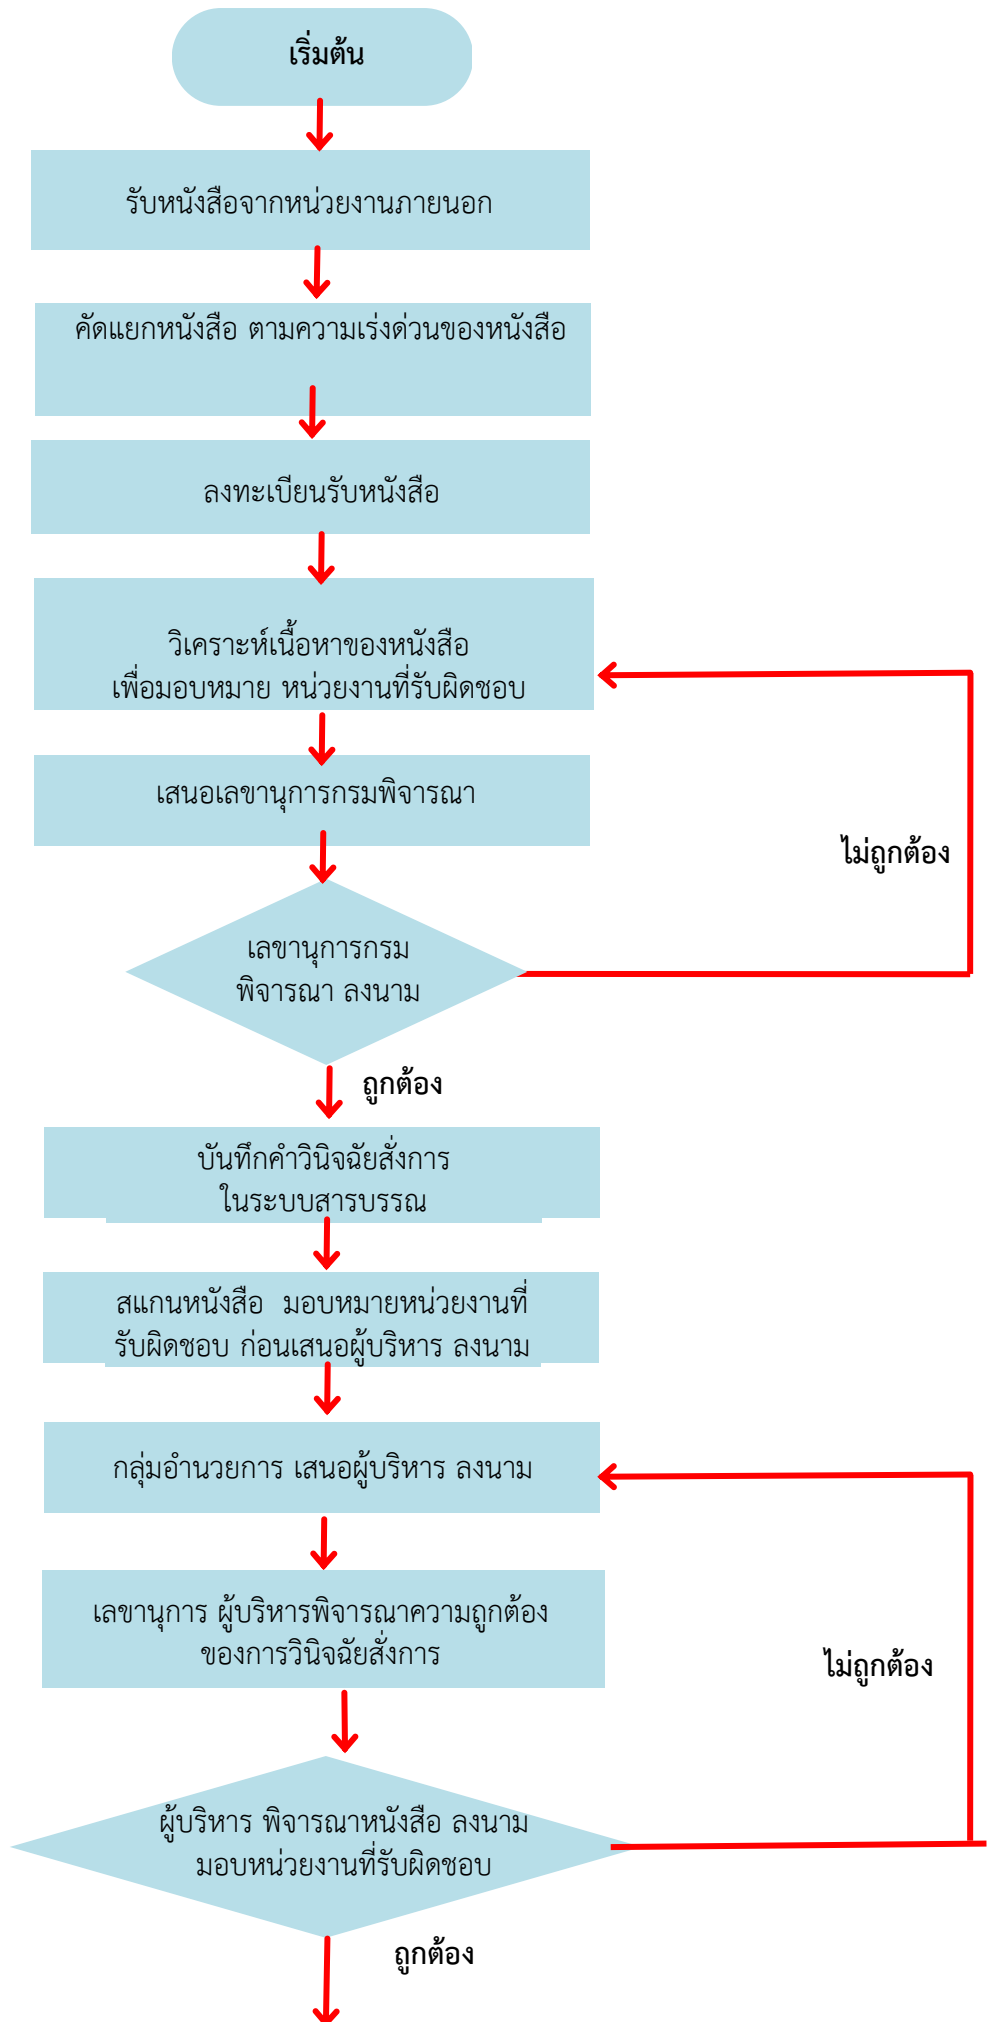 เริ่มต้น
รับหนังสือจากหน่วยงานภายนอก
คัดแยกหนังสือ ตามความเร่งด่วนของหนังสือ
ลงทะเบียนรับหนังสือ
วิเคราะห์เนื้อหาของหนังสือ
เพื่อมอบหมาย หน่วยงานที่รับผิดชอบ
เสนอเลขานุการกรมพิจารณา
ไม่ถูกต้อง
เลขานุการกรม
พิจารณา ลงนาม
ถูกต้อง
บันทึกคำวินิจฉัยสั่งการ
ในระบบสารบรรณ
สแกนหนังสือ มอบหมายหน่วยงานที่
รับผิดชอบ ก่อนเสนอผู้บริหาร ลงนาม
กลุ่มอำนวยการ เสนอผู้บริหาร ลงนาม
เลขานุการ ผู้บริหารพิจารณาความถูกต้อง
ของการวินิจฉัยสั่งการ
ไม่ถูกต้อง
ผู้บริหาร พิจารณาหนังสือ ลงนาม
มอบหน่วยงานที่รับผิดชอบ
ถูกต้อง